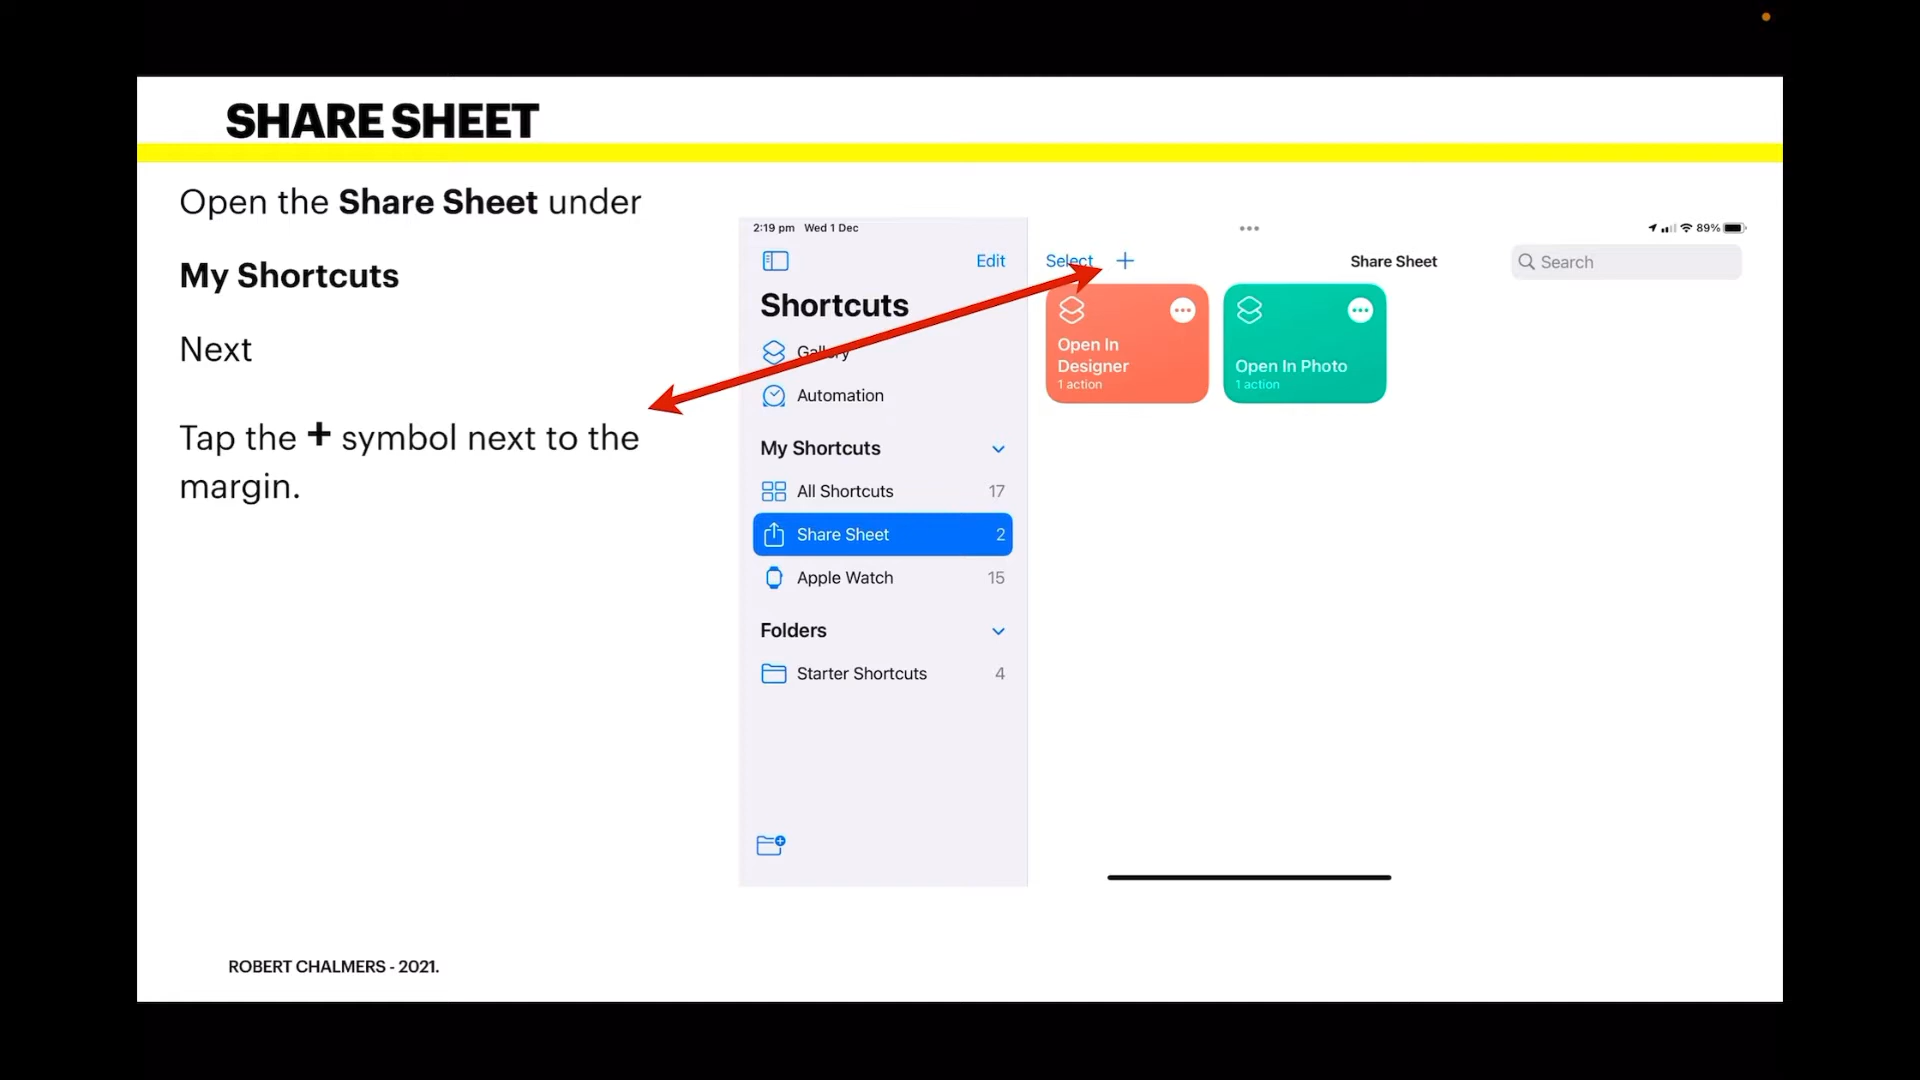 SHARE SHEET
Open the Share Sheet under
My Shortcuts
Next
Tap the + symbol next to the
margin.
2:19 pm Wed 1 Dec
89%
Edit
Select +
Share Sheet
Search
Shortcuts
Gallery
Automation
My Shortcuts
All Shortcuts 17
Share Sheet 2
Apple Watch 15
Folders
Starter Shortcuts 4
Open In
Designer
1 action
Open In Photo
1 action
ROBERT CHALMERS - 2021.